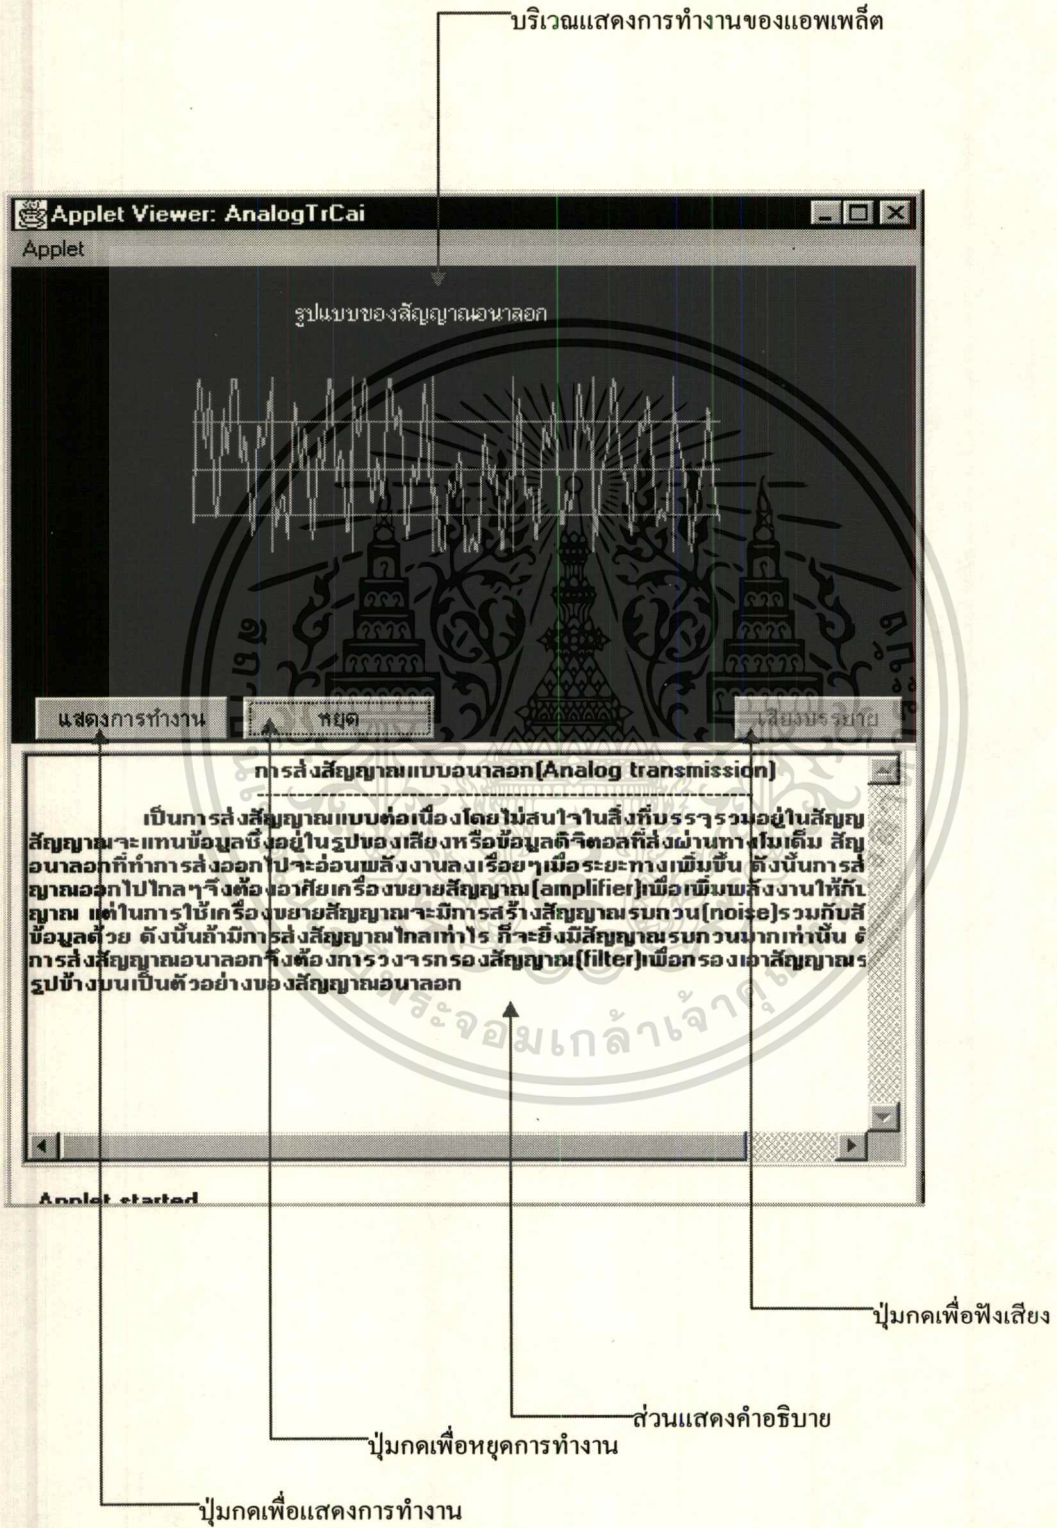 บริเวณแสดงการทำงานของแอพเพล็ต
Applet Viewer: AnalogTrCai
Applet
รูปแบบของสัญญาณอนาลอก
แสดงการทำงาน
หยุด
เสียงบรรยาย
การส่งสัญญาณแบบอนาลอก(Analog transmission)
เป็นการส่งสัญญาณแบบต่อเนื่องโดยไม่สนใจในสิ่งที่บรรจุรวมอยู่ในสัญญ
สัญญาณจะแทนข้อมูลซึ่งอยู่ในรูปของเสียงหรือข้อมูลดิจิตอลที่ส่งผ่านทางโมเด็ม สัญ
อนาลอกที่ทำการส่งออกไปจะอ่อนพลังงานลงเรื่อยๆเมื่อระยะทางเพิ่มขึ้น ดังนั้นการส่
ญาณออกไปไกลๆจึงต้องอาศัยเครื่องขยายสัญญาณ(amplifier)เพื่อเพิ่มพลังงานให้กับ
ญาณ แต่ในการใช้เครื่องขยายสัญญาณจะมีการสร้างสัญญาณรบกวน(noise)รวมกับสั
ข้อมูลด้วย ดังนั้นถ้ามีการส่งสัญญาณไกลเท่าไร ก็จะยิ่งมีสัญญาณรบกวนมากเท่านั้น ดั
การส่งสัญญาณอนาลอกจึงต้องการวงจรกรองสัญญาณ(filter)เพื่อกรองเอาสัญญาณร
รูปข้างบนเป็นตัวอย่างของสัญญาณอนาลอก
Applet started
ปุ่มกดเพื่อฟังเสียง
ส่วนแสดงคำอธิบาย
ปุ่มกดเพื่อหยุดการทำงาน
ปุ่มกดเพื่อแสดงการทำงาน